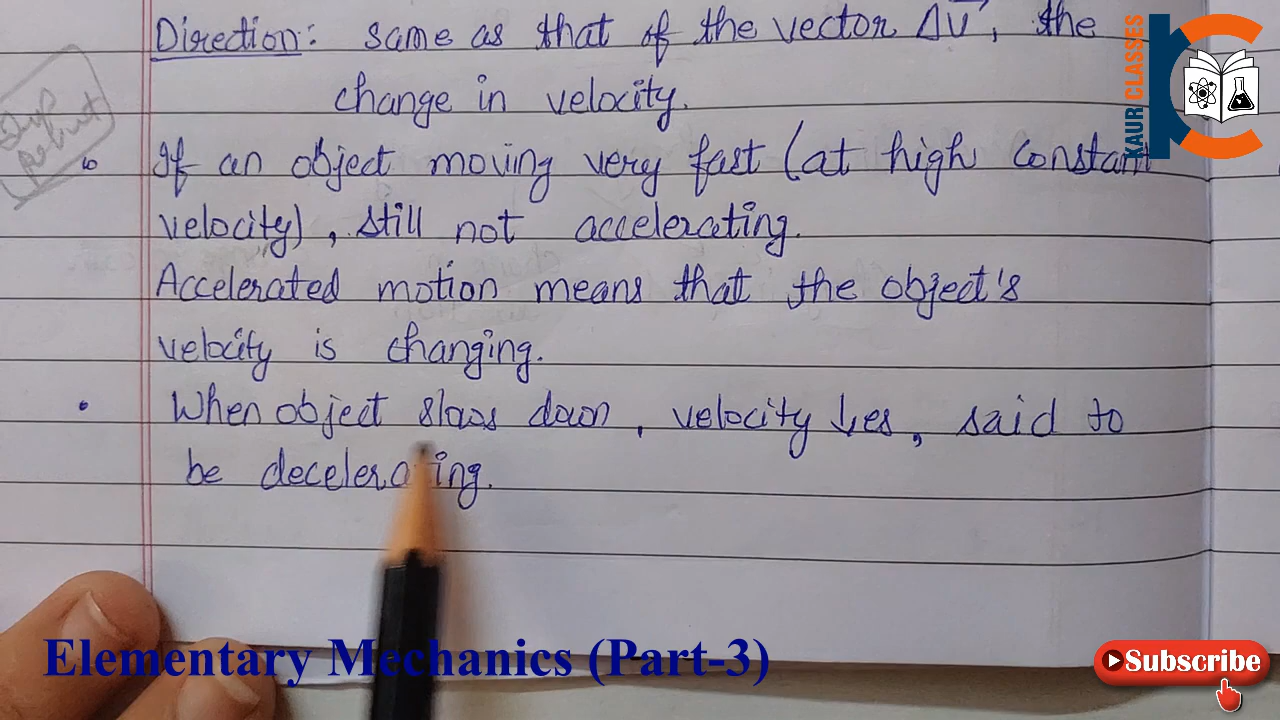 Direction: same as that of the vector ΔV⃗, the
change in velocity.
Imp
point
If an object moving very fast (at high constant
velocity), still not accelerating.
Accelerated motion means that the object's
velocity is changing.
• When object slows down, velocity ↓es, said to
be decelerating.
KAUR CLASSES
Elementary Mechanics (Part-3)
Subscribe